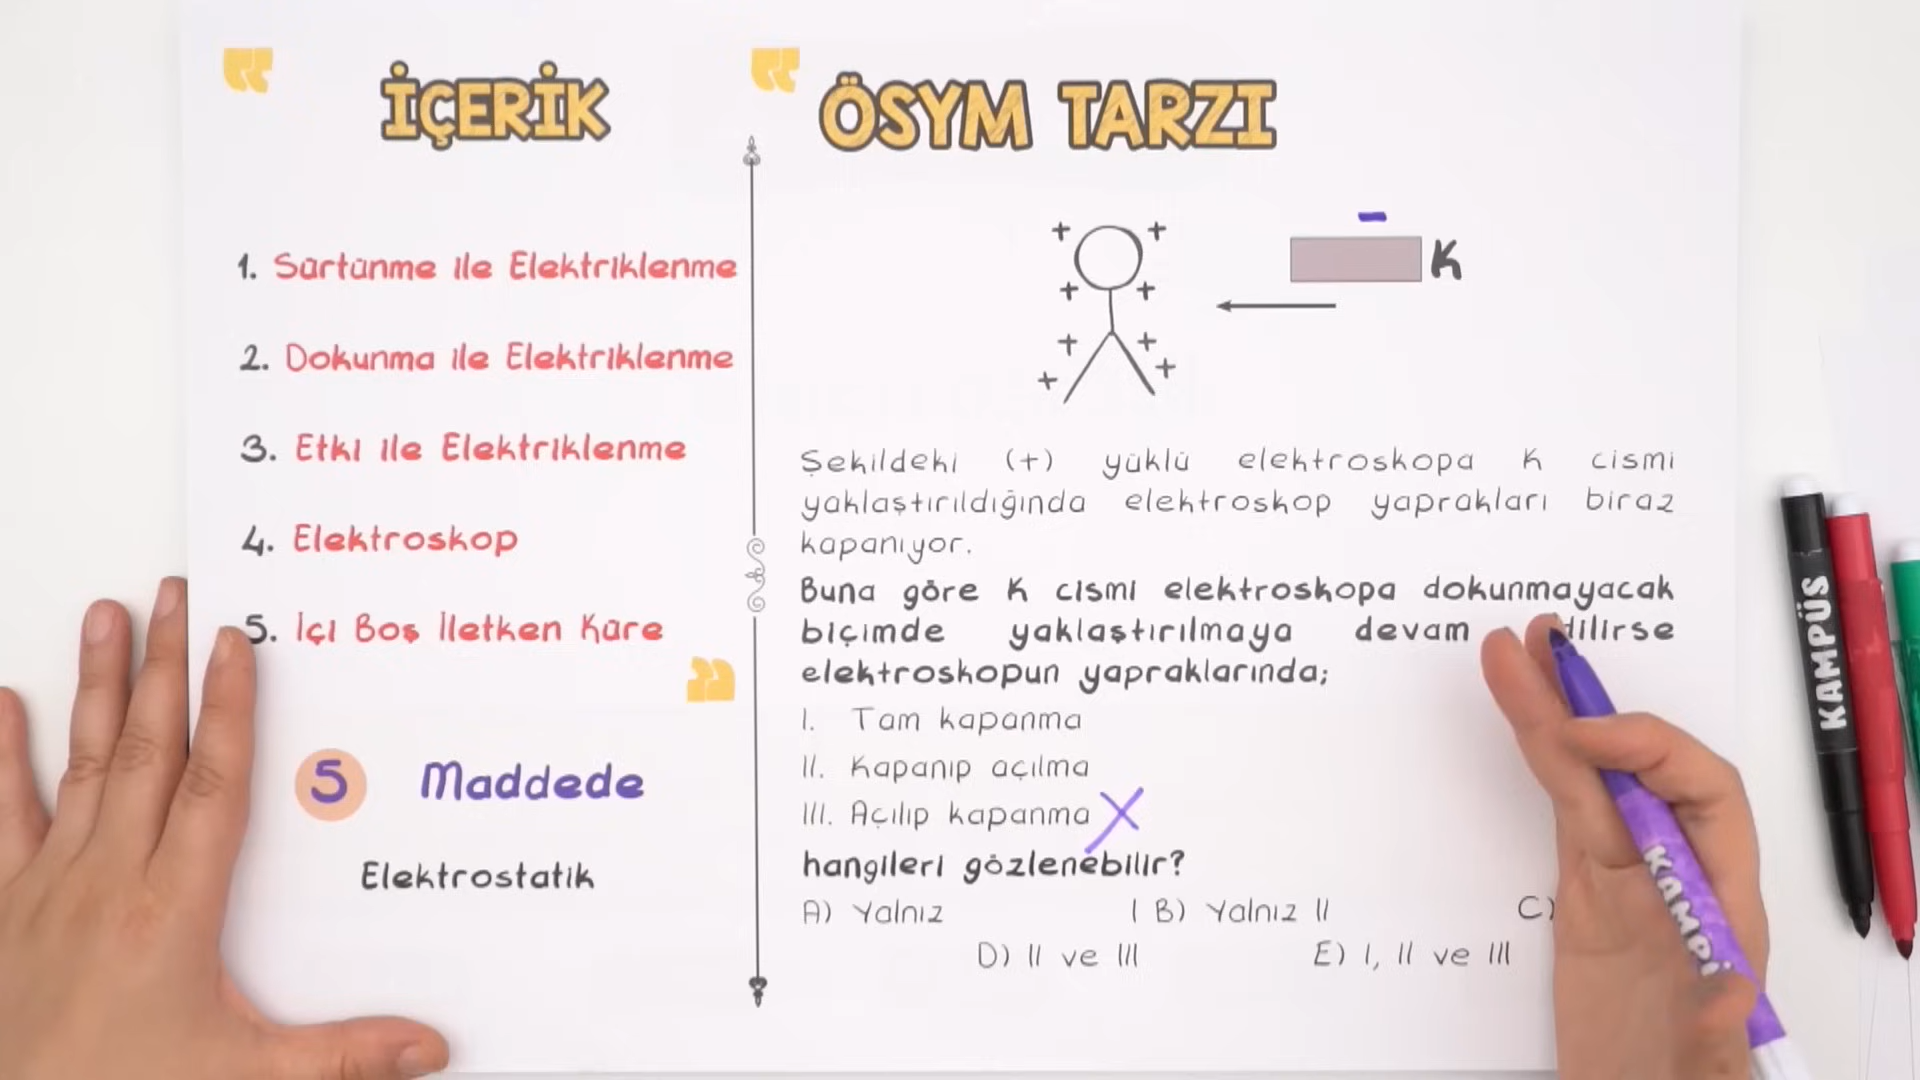 İÇERİK
1. Sürtünme ile Elektriklenme
2. Dokunma ile Elektriklenme
3. Etki ile Elektriklenme
4. Elektroskop
5. İçi Boş İletken Küre
5 Maddede
Elektrostatik
ÖSYM TARZI
K
Şekildeki (+) yüklü elektroskopa K cismi
yaklaştırıldığında elektroskop yaprakları biraz
kapanıyor.
Buna göre K cismi elektroskopa dokunmayacak
biçimde yaklaştırılmaya devam
elektroskopun yapraklarında;
I. Tam kapanma
II. Kapanıp açılma
III. Açılıp kapanma
hangileri gözlenebilir?
A) Yalnız I B) Yalnız II C)
D) II ve III E) I, II ve III
KAMPÜS
KAMPÜ